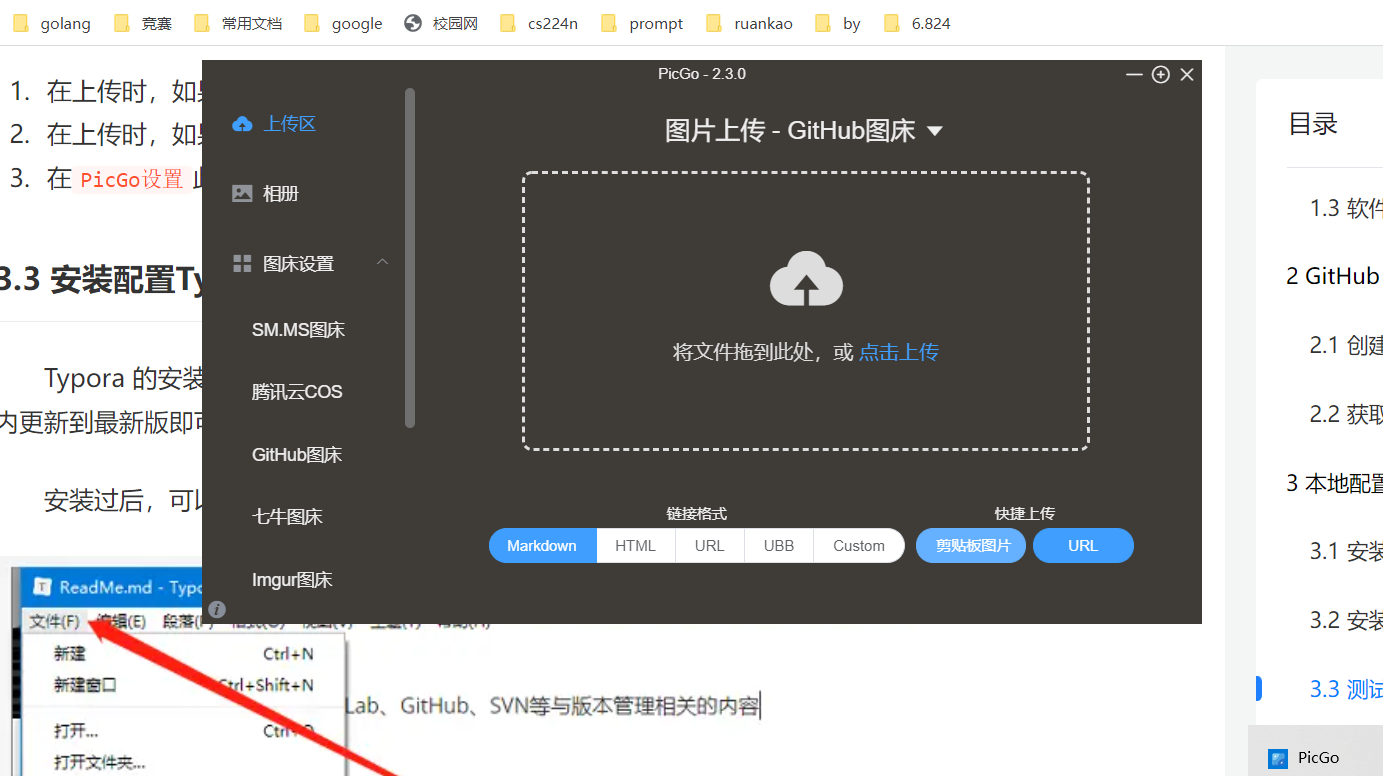 golang 竞赛 常用文档 google 校园网 cs224n prompt ruankao by 6.824
1. 在上传时，如
2. 在上传时，如
3. 在 PicGo设置
3.3 安装配置Ty
Typora 的安装
内更新到最新版即
安装过后，可
PicGo - 2.3.0
上传区
相册
图床设置
SM.MS图床
腾讯云COS
GitHub图床
七牛图床
Imgur图床
图片上传 - GitHub图床
将文件拖到此处，或 点击上传
链接格式 快捷上传
Markdown HTML URL UBB Custom 剪贴板图片 URL
ReadMe.md - Typo
文件(F) 编辑(E) 段落(P)
新建 Ctrl+N
新建窗口 Ctrl+Shift+N
打开... Ctrl+O
打开文件夹...
Lab、GitHub、SVN等与版本管理相关的内容
目录
1.3 软件
2 GitHub
2.1 创建
2.2 获取
3 本地配置
3.1 安装
3.2 安装
3.3 测试
PicGo